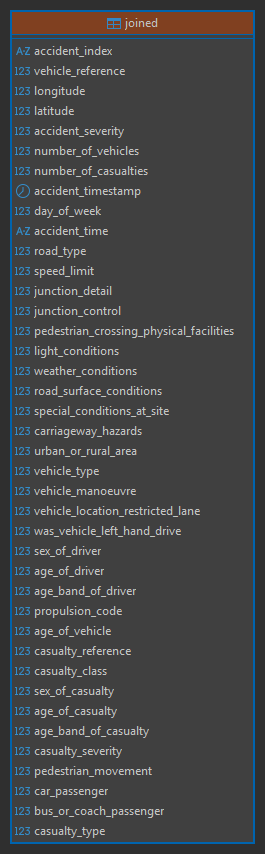 joined
A-Z accident_index
123 vehicle_reference
123 longitude
123 latitude
123 accident_severity
123 number_of_vehicles
123 number_of_casualties
accident_timestamp
123 day_of_week
A-Z accident_time
123 road_type
123 speed_limit
123 junction_detail
123 junction_control
123 pedestrian_crossing_physical_facilities
123 light_conditions
123 weather_conditions
123 road_surface_conditions
123 special_conditions_at_site
123 carriageway_hazards
123 urban_or_rural_area
123 vehicle_type
123 vehicle_manoeuvre
123 vehicle_location_restricted_lane
123 was_vehicle_left_hand_drive
123 sex_of_driver
123 age_of_driver
123 age_band_of_driver
123 propulsion_code
123 age_of_vehicle
123 casualty_reference
123 casualty_class
123 sex_of_casualty
123 age_of_casualty
123 age_band_of_casualty
123 casualty_severity
123 pedestrian_movement
123 car_passenger
123 bus_or_coach_passenger
123 casualty_type